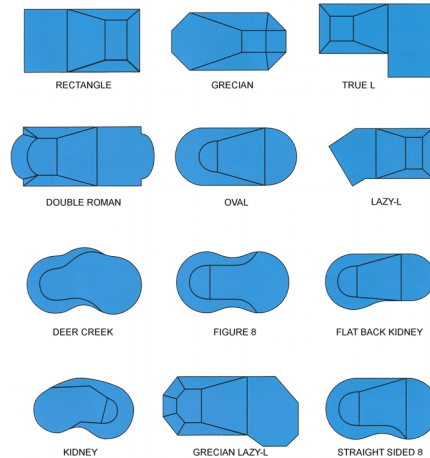 RECTANGLE
GRECIAN
TRUE L
DOUBLE ROMAN
OVAL
LAZY-L
DEER CREEK
FIGURE 8
FLAT BACK KIDNEY
KIDNEY
GRECIAN LAZY-L
STRAIGHT SIDED 8